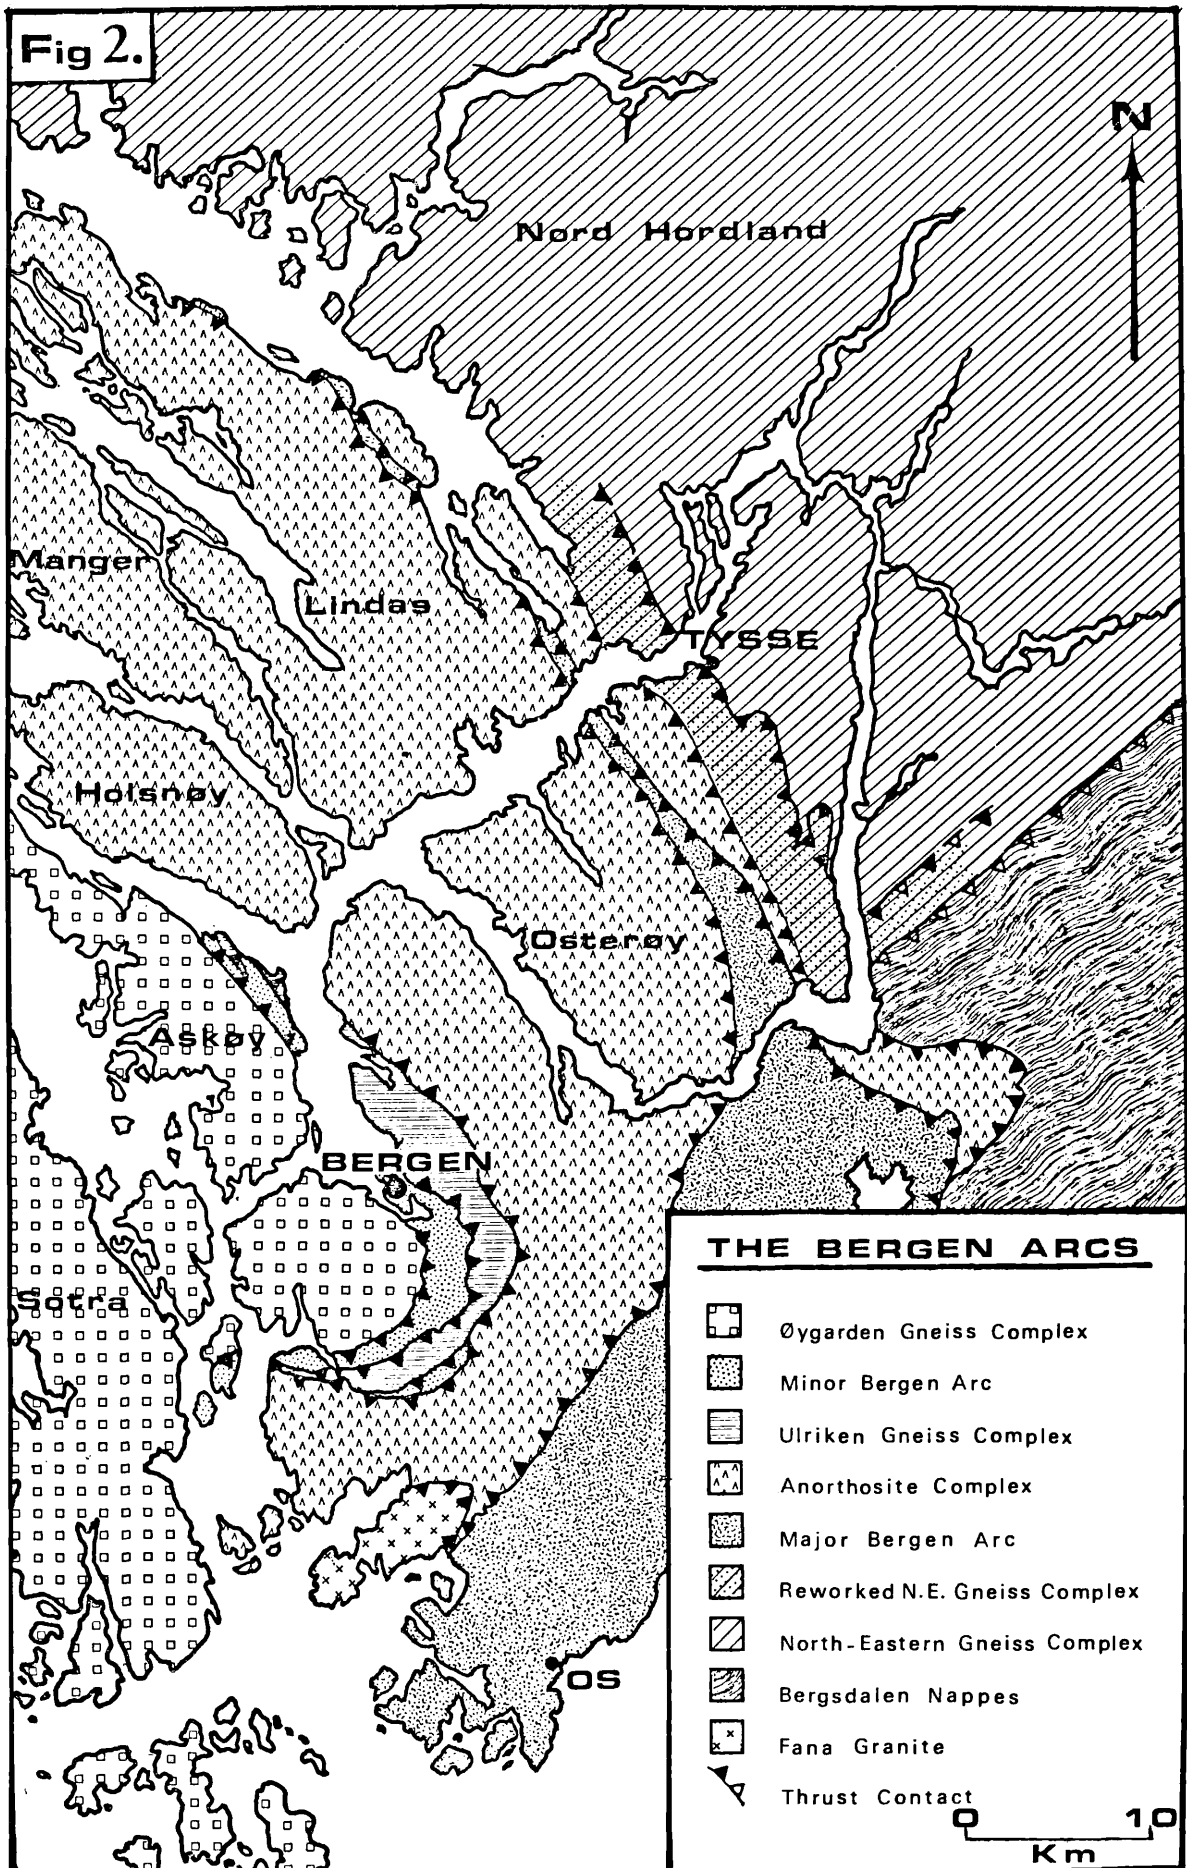 Fig 2.
N
Nord Hordland
Manger
Lindas
TYSSE
Holsnøy
Osterøy
Askøy
BERGEN
Sotra
OS
THE BERGEN ARCS
Øygarden Gneiss Complex
Minor Bergen Arc
Ulriken Gneiss Complex
Anorthosite Complex
Major Bergen Arc
Reworked N.E. Gneiss Complex
North-Eastern Gneiss Complex
Bergsdalen Nappes
Fana Granite
Thrust Contact
0 10
Km